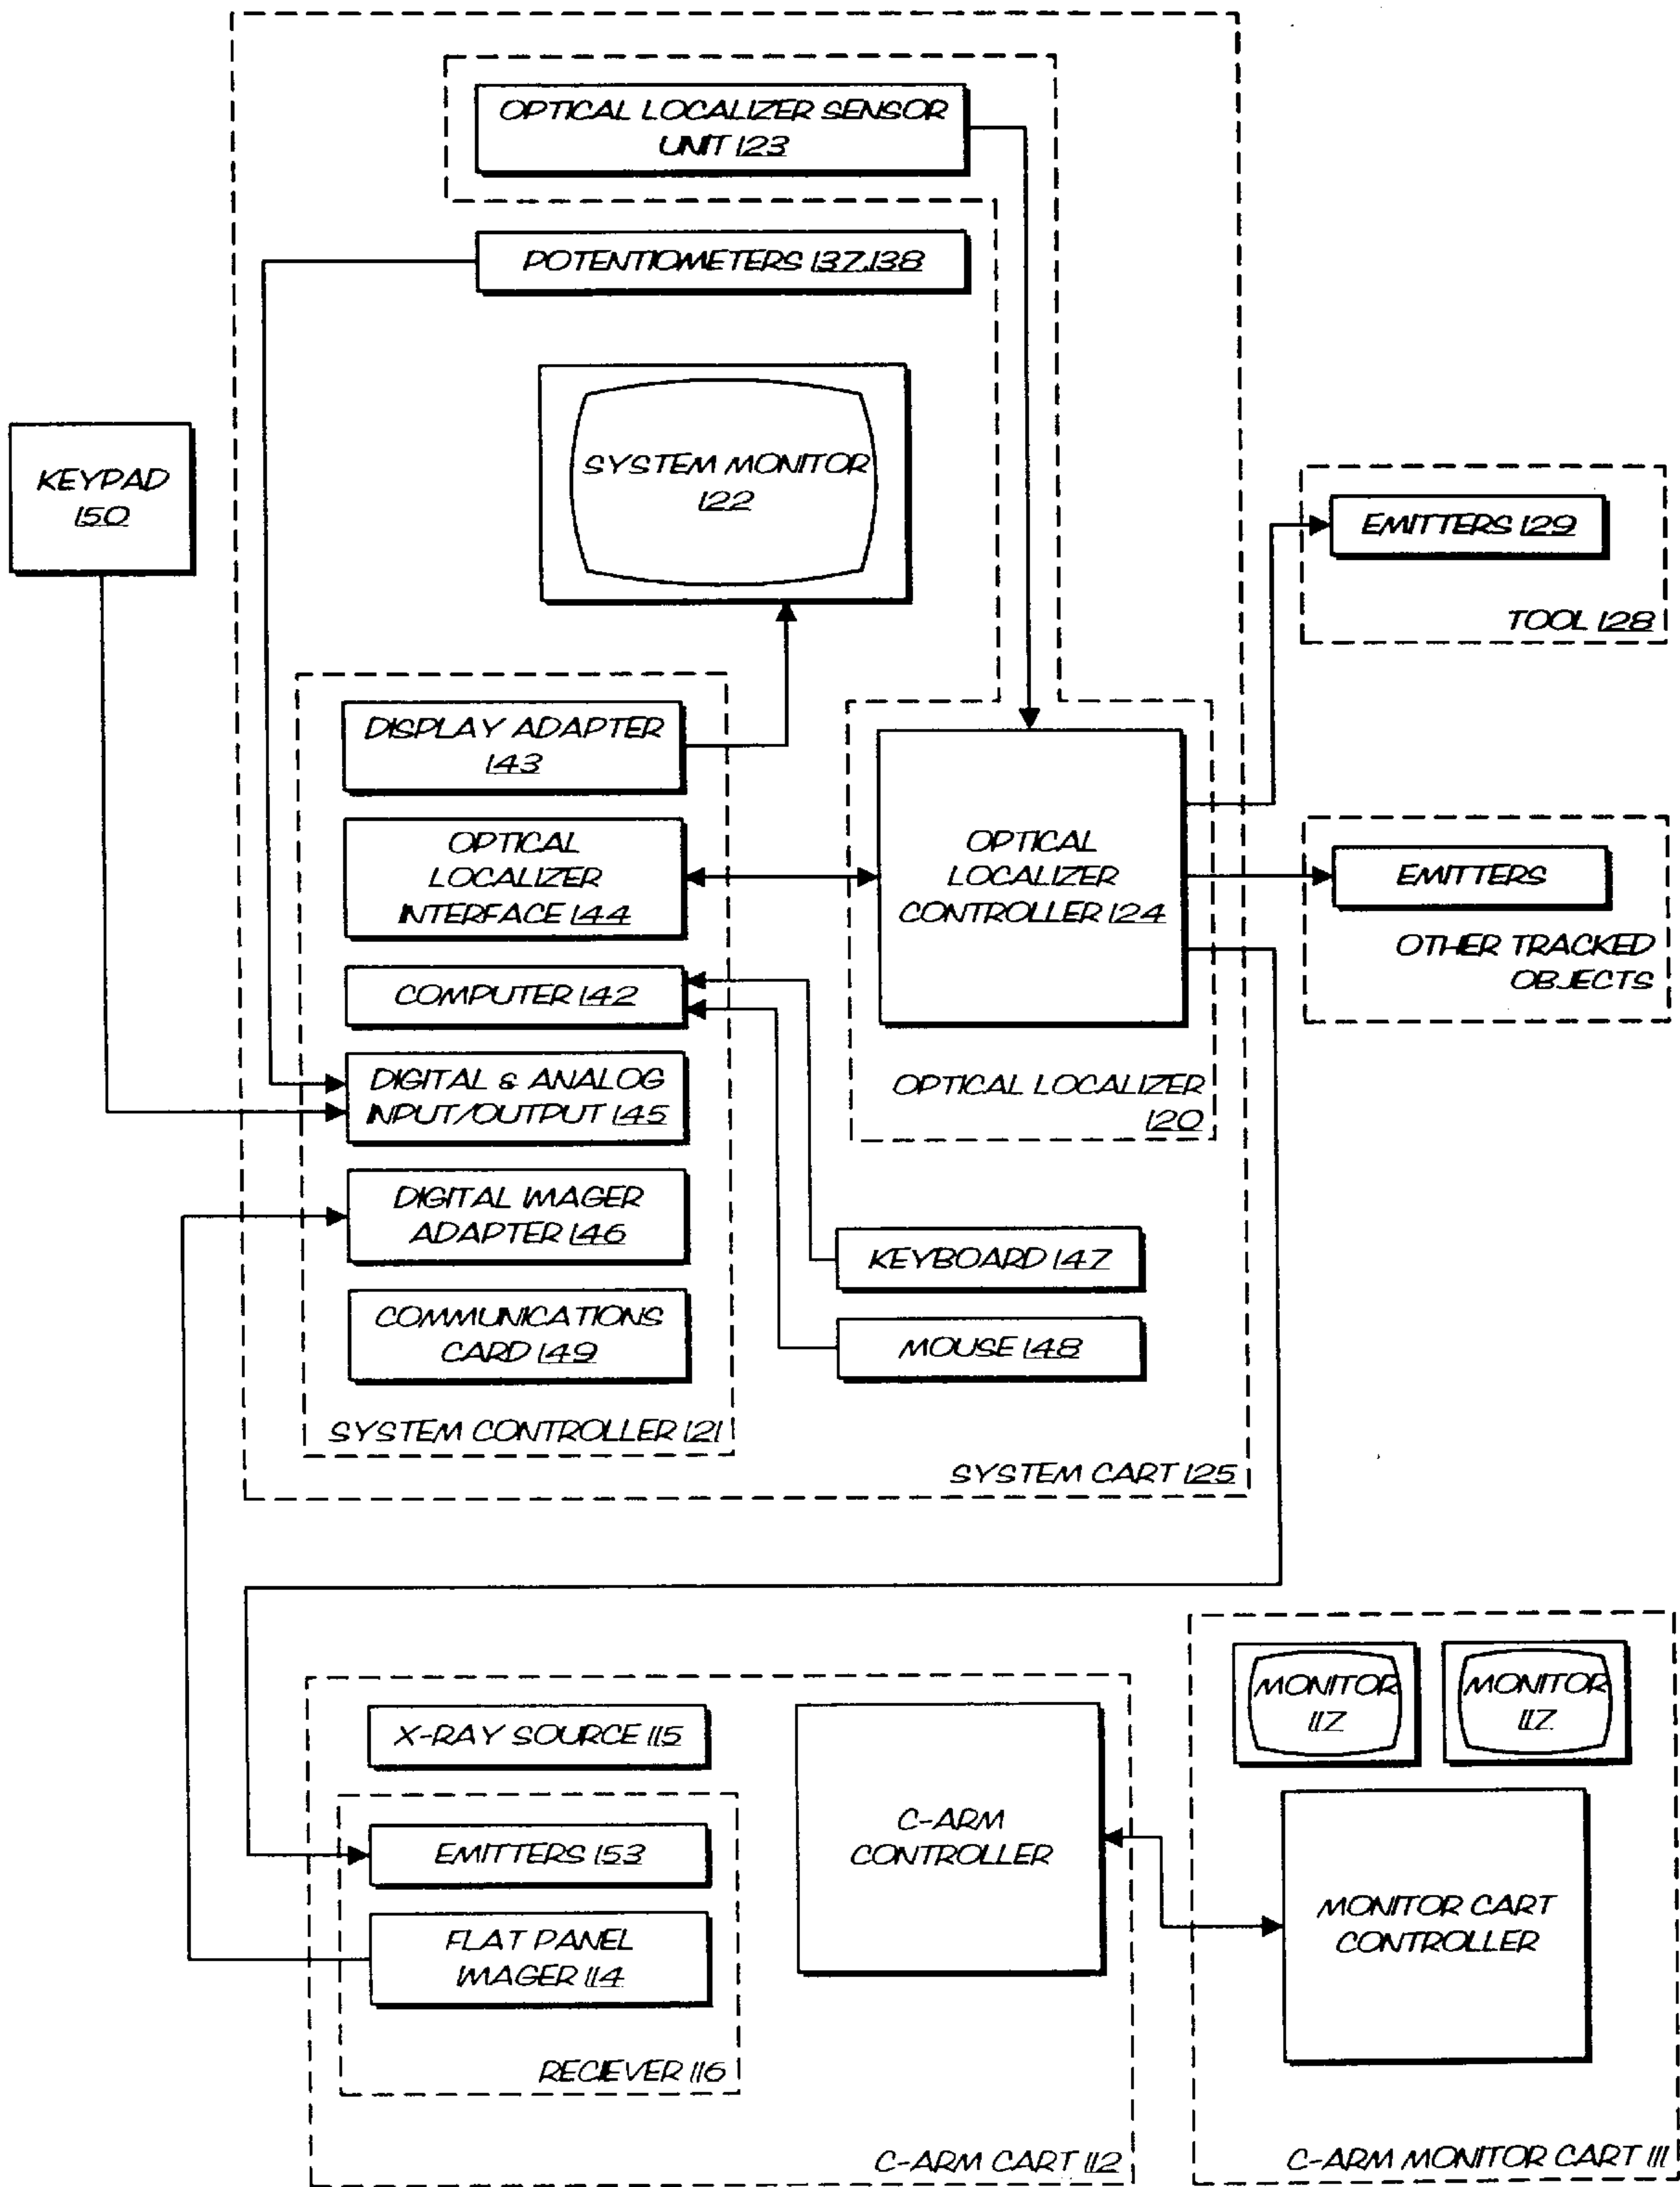 OPTICAL LOCALIZER SENSOR
UNIT 123
POTENTIOMETERS 137,138
SYSTEM MONITOR
122
KEYPAD
150
EMITTERS 129
TOOL 128
DISPLAY ADAPTER
143
OPTICAL
LOCALIZER
INTERFACE 144
OPTICAL
LOCALIZER
CONTROLLER 124
EMITTERS
OTHER TRACKED
OBJECTS
COMPUTER 142
DIGITAL & ANALOG
INPUT/OUTPUT 145
OPTICAL LOCALIZER
120
DIGITAL IMAGER
ADAPTER 146
KEYBOARD 147
COMMUNICATIONS
CARD 149
MOUSE 148
SYSTEM CONTROLLER 121
SYSTEM CART 125
X-RAY SOURCE 115
EMITTERS 153
FLAT PANEL
IMAGER 114
RECIEVER 116
C-ARM
CONTROLLER
C-ARM CART 112
MONITOR
117
MONITOR
117
MONITOR CART
CONTROLLER
C-ARM MONITOR CART 111